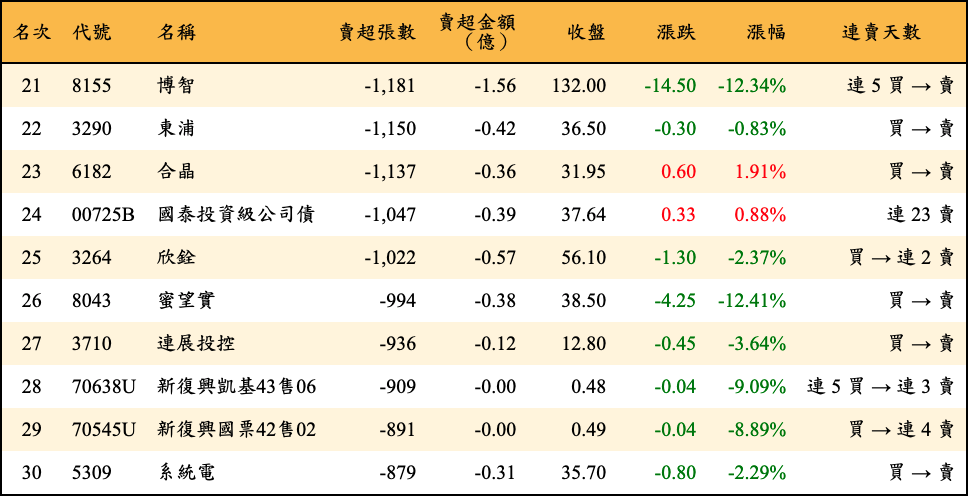 名次 代號 名稱 賣超張數 賣超金額（億） 收盤 漲跌 漲幅 連賣天數
21 8155 博智 -1,181 -1.56 132.00 -14.50 -12.34% 連 5 買 → 賣
22 3290 東浦 -1,150 -0.42 36.50 -0.30 -0.83% 買 → 賣
23 6182 合晶 -1,137 -0.36 31.95 0.60 1.91% 買 → 賣
24 00725B 國泰投資級公司債 -1,047 -0.39 37.64 0.33 0.88% 連 23 賣
25 3264 欣銓 -1,022 -0.57 56.10 -1.30 -2.37% 買 → 連 2 賣
26 8043 蜜望實 -994 -0.38 38.50 -4.25 -12.41% 買 → 賣
27 3710 連展投控 -936 -0.12 12.80 -0.45 -3.64% 買 → 賣
28 70638U 新復興凱基43售06 -909 -0.00 0.48 -0.04 -9.09% 連 5 買 → 連 3 賣
29 70545U 新復興國票42售02 -891 -0.00 0.49 -0.04 -8.89% 買 → 連 4 賣
30 5309 系統電 -879 -0.31 35.70 -0.80 -2.29% 買 → 賣